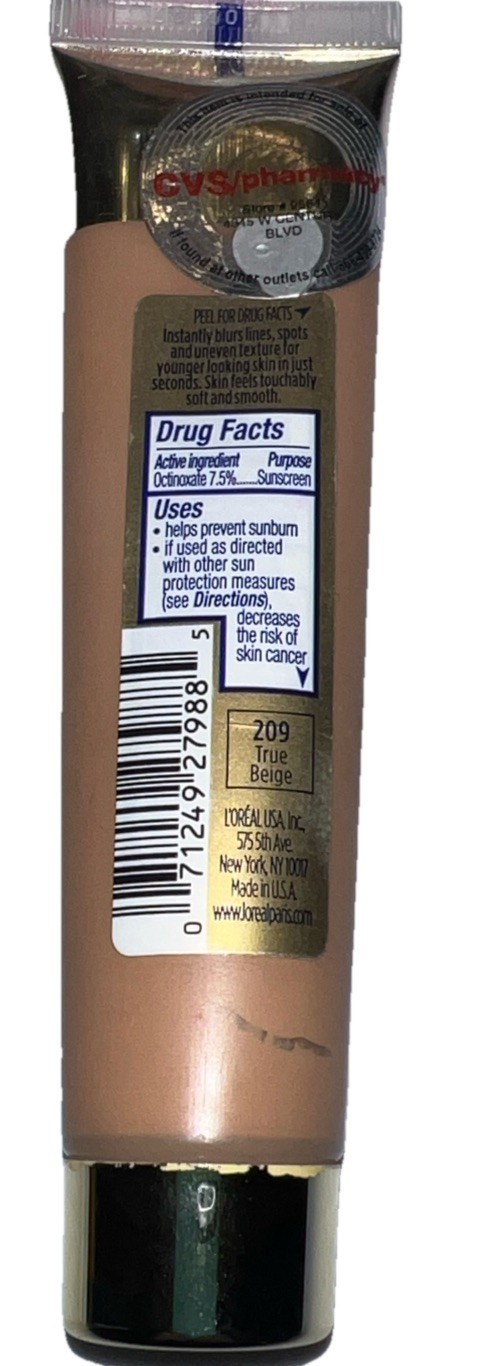 This item is intended for sale at
CVS/pharmacy
Store #
W CENTURY
BLVD
If found at other outlets call
PEEL FOR DRUG FACTS
Instantly blurs lines, spots
and uneven texture for
younger looking skin in just
seconds. Skin feels touchably
soft and smooth.
Drug Facts
Active ingredient Purpose
Octinoxate 7.5%......Sunscreen
Uses
• helps prevent sunburn
• if used as directed
with other sun
protection measures
(see Directions),
decreases
the risk of
skin cancer
0 71249 27988 5
209
True
Beige
L'ORÉAL USA, Inc.,
575 5th Ave.
New York, NY 10017
Made in U.S.A.
www.lorealparis.com